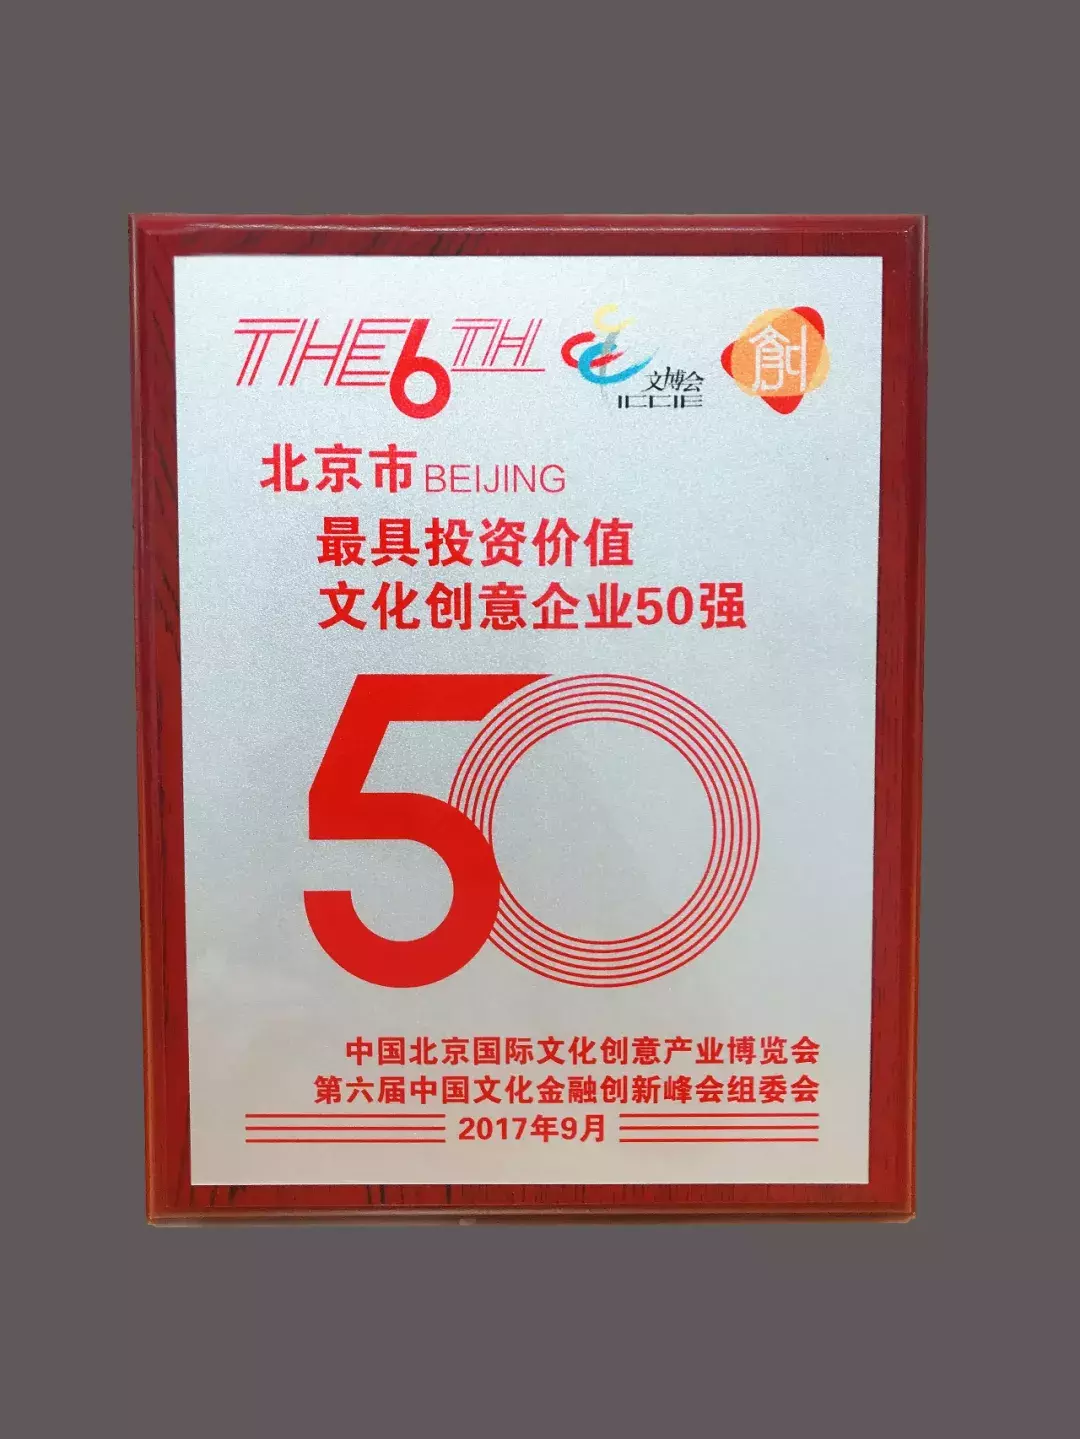 THE 6TH
文博会
ICCIE
創
北京市 BEIJING
最具投资价值
文化创意企业50强
50
中国北京国际文化创意产业博览会
第六届中国文化金融创新峰会组委会
2017年9月